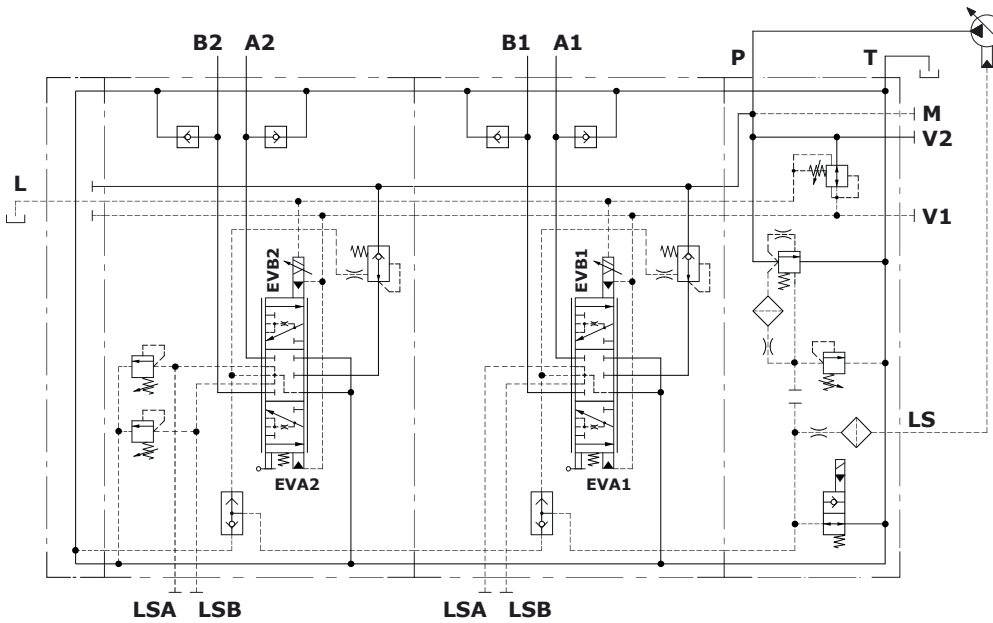 B2 A2 B1 A1
P T
M
V2
L
V1
EVB2 EVB1
LS
EVA2 EVA1
LSA LSB LSA LSB